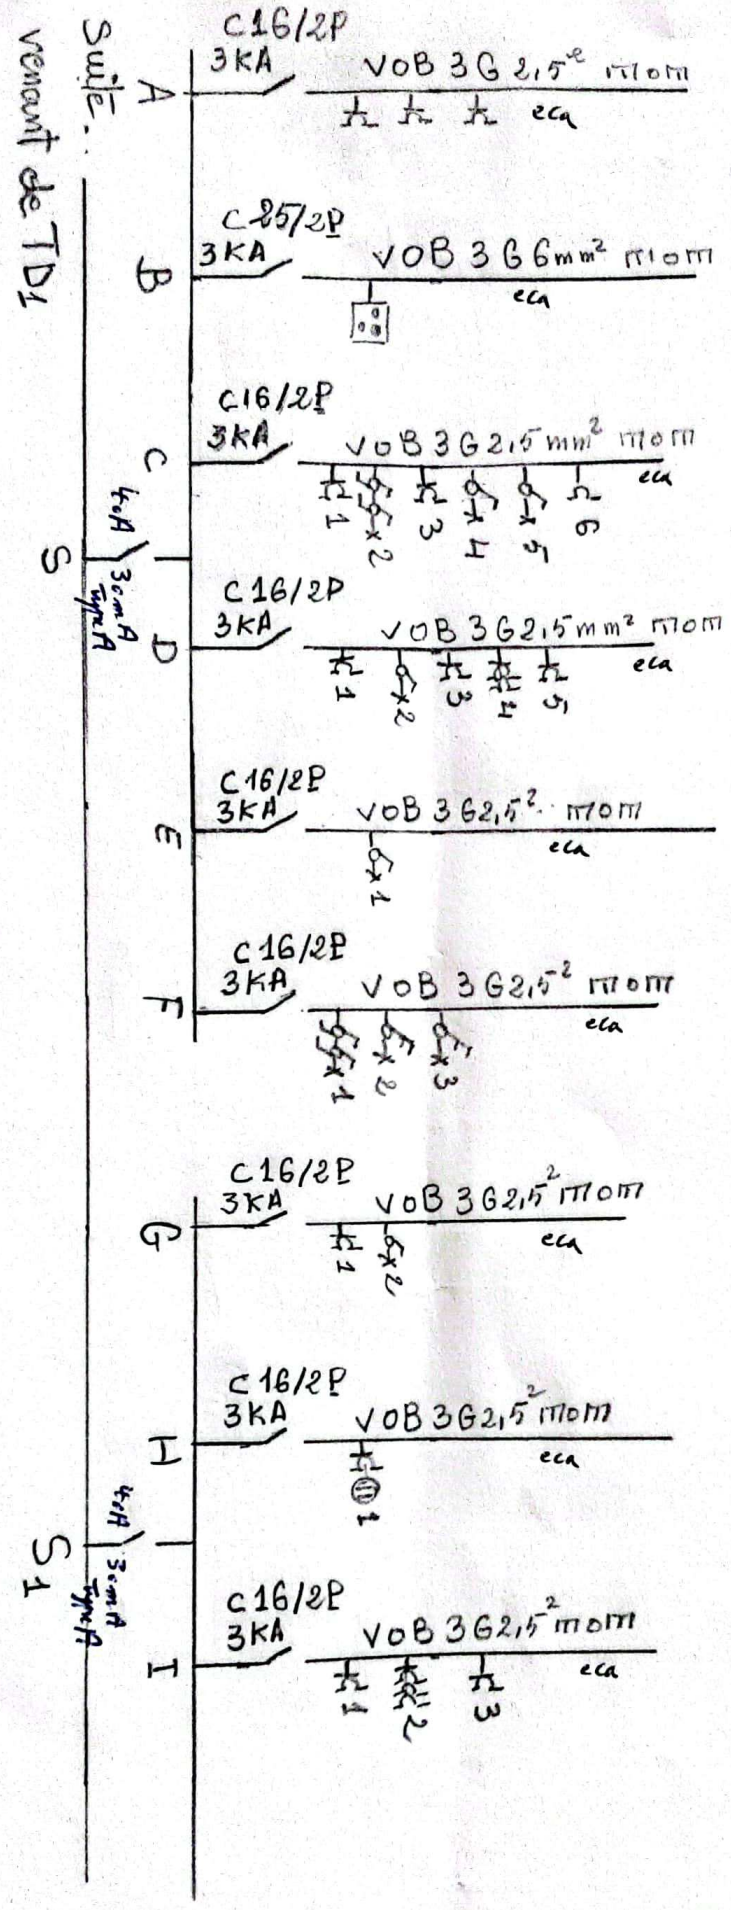 Suite..
venant de TD1
C16/2P
3KA
A
VOB 3G 2,5² mom
eca
C25/2P
3KA
B
VOB 3G6mm² mom
eca
C16/2P
3KA
C
VOB 3G2,5mm² mom
eca
1 2 3 4 5 6
S
40A
30mA
TypeA
C16/2P
3KA
D
VOB 3G2,5mm² mom
eca
1 2 3 4 5
C16/2P
3KA
E
VOB 3G2,5² mom
eca
1
C16/2P
3KA
F
VOB 3G2,5² mom
eca
1 2 3
C16/2P
3KA
G
VOB 3G2,5² mom
eca
1 2
C16/2P
3KA
H
VOB 3G2,5² mom
eca
1
S1
40A
30mA
TypeA
C16/2P
3KA
I
VOB 3G2,5² mom
eca
1 2 3